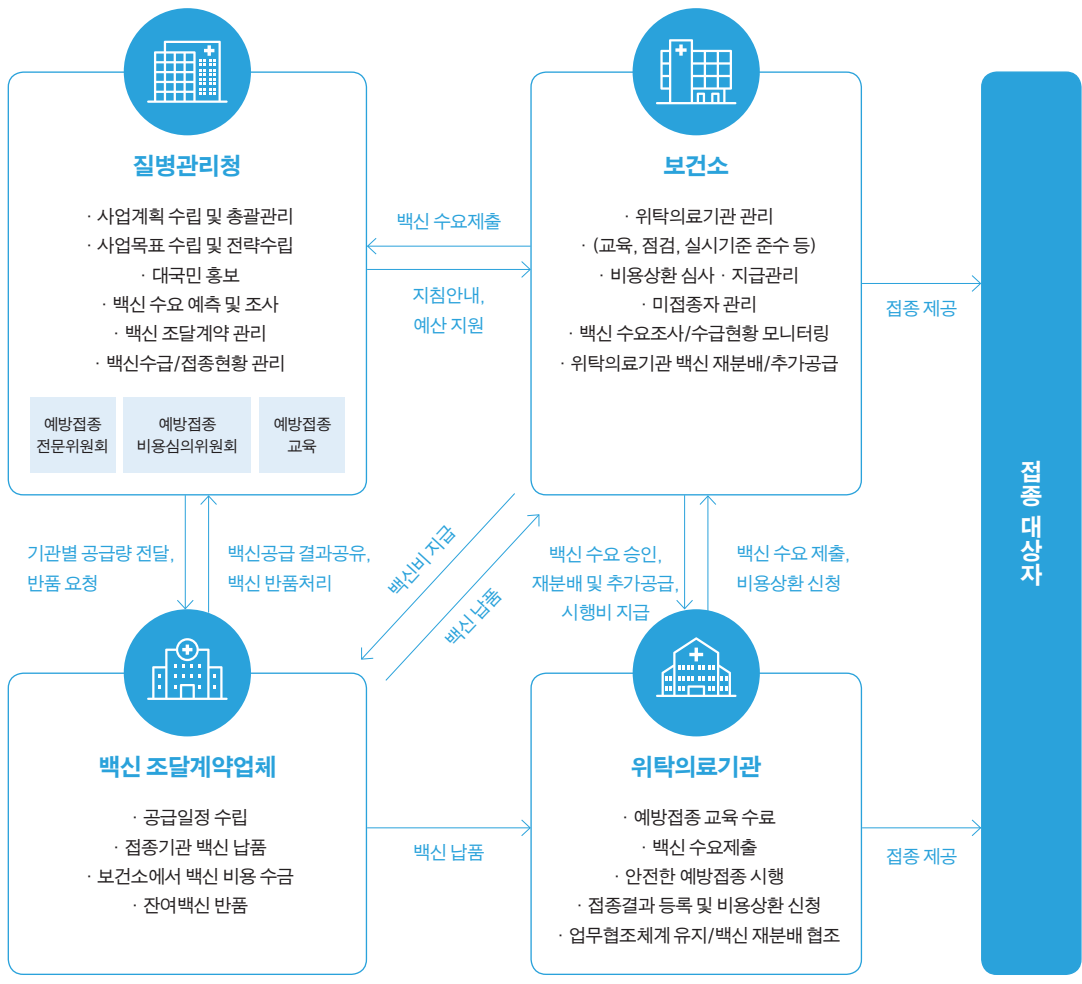 질병관리청
· 사업계획 수립 및 총괄관리
· 사업목표 수립 및 전략수립
· 대국민 홍보
· 백신 수요 예측 및 조사
· 백신 조달계약 관리
· 백신수급/접종현황 관리
예방접종
전문위원회
예방접종
비용심의위원회
예방접종
교육
백신 수요제출
지침안내,
예산 지원
보건소
· 위탁의료기관 관리
· (교육, 점검, 실시기준 준수 등)
· 비용상환 심사 · 지급관리
· 미접종자 관리
· 백신 수요조사/수급현황 모니터링
· 위탁의료기관 백신 재분배/추가공급
접종 제공
접종 대상자
기관별 공급량 전달,
반품 요청
백신공급 결과공유,
백신 반품처리
백신비 지급
백신 납품
백신 수요 승인,
재분배 및 추가공급,
시행비 지급
백신 수요 제출,
비용상환 신청
백신 조달계약업체
· 공급일정 수립
· 접종기관 백신 납품
· 보건소에서 백신 비용 수금
· 잔여백신 반품
백신 납품
위탁의료기관
· 예방접종 교육 수료
· 백신 수요제출
· 안전한 예방접종 시행
· 접종결과 등록 및 비용상환 신청
· 업무협조체계 유지/백신 재분배 협조
접종 제공